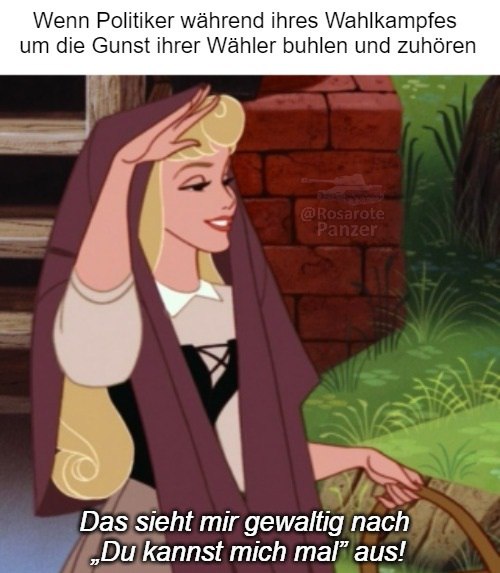 Wenn Politiker während ihres Wahlkampfes
um die Gunst ihrer Wähler buhlen und zuhören
@Rosarote
Panzer
Das sieht mir gewaltig nach
„Du kannst mich mal” aus!